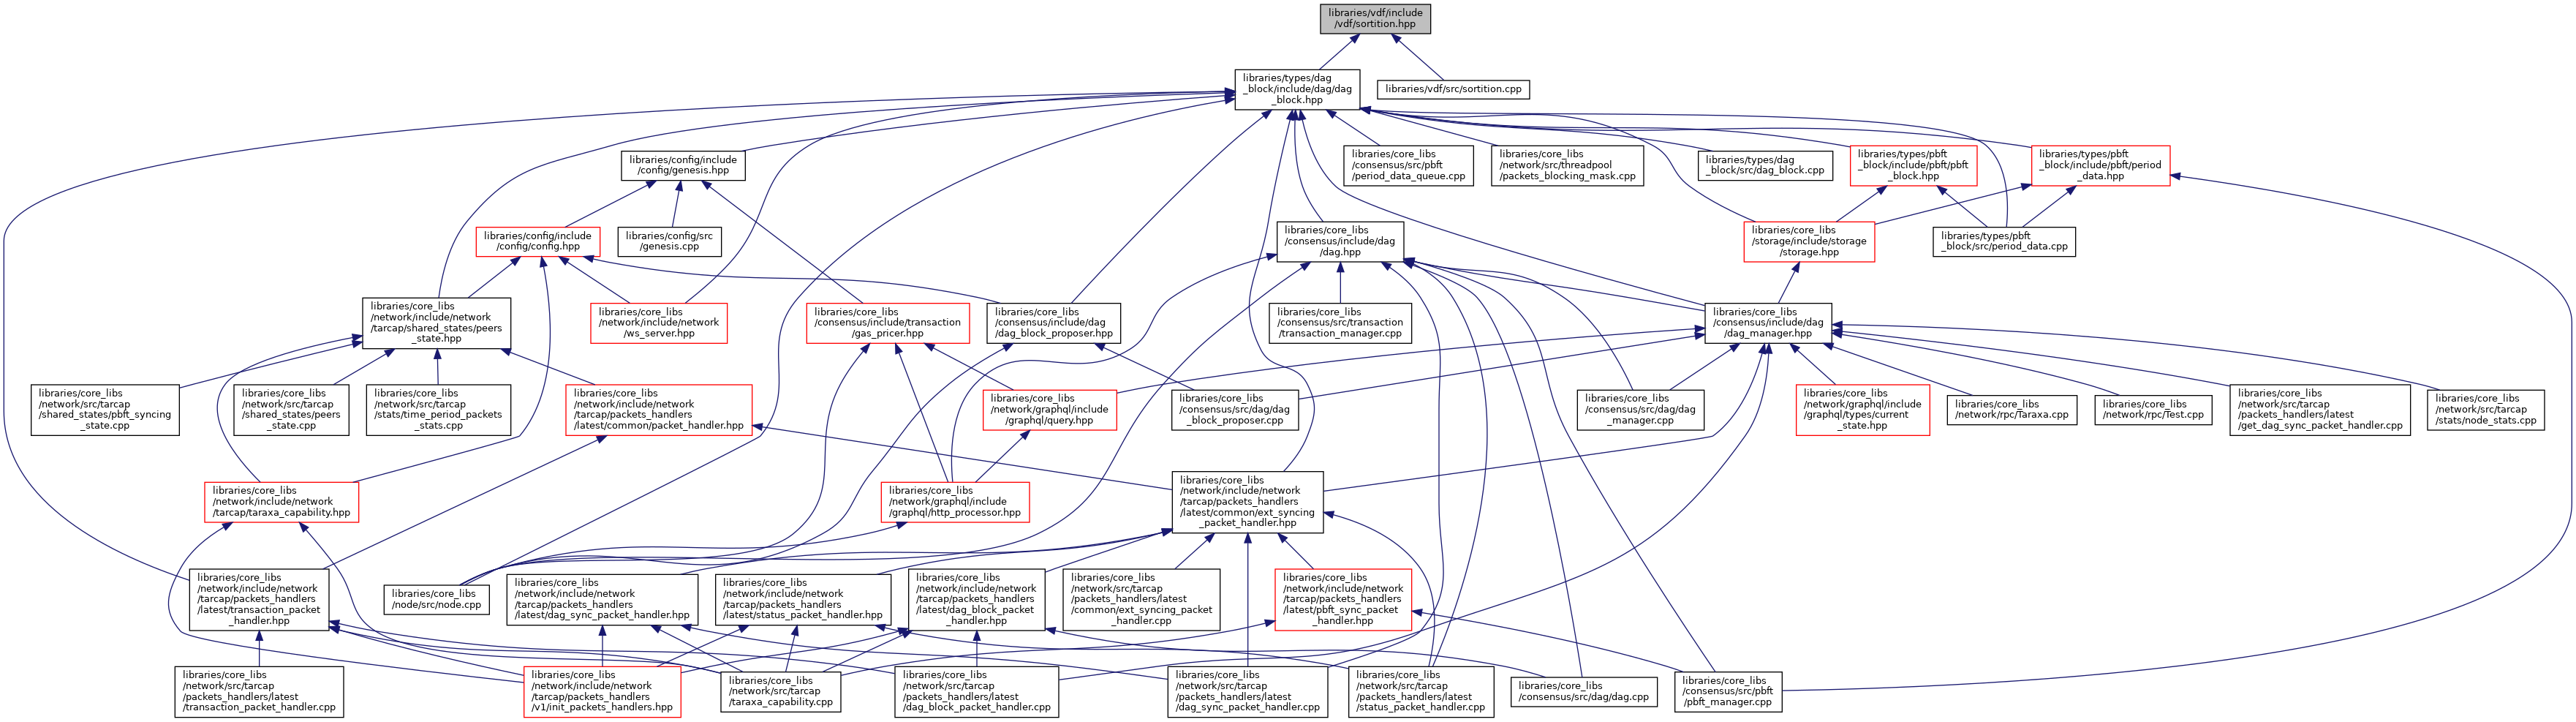 libraries/vdf/include
/vdf/sortition.hpp
libraries/types/dag
_block/include/dag/dag
_block.hpp
libraries/vdf/src/sortition.cpp
libraries/config/include
/config/genesis.hpp
libraries/core_libs
/consensus/src/pbft
/period_data_queue.cpp
libraries/core_libs
/network/src/threadpool
/packets_blocking_mask.cpp
libraries/types/dag
_block/src/dag_block.cpp
libraries/types/pbft
_block/include/pbft/pbft
_block.hpp
libraries/types/pbft
_block/include/pbft/period
_data.hpp
libraries/config/include
/config/config.hpp
libraries/config/src
/genesis.cpp
libraries/core_libs
/consensus/include/dag
/dag.hpp
libraries/core_libs
/storage/include/storage
/storage.hpp
libraries/types/pbft
_block/src/period_data.cpp
libraries/core_libs
/network/include/network
/tarcap/shared_states/peers
_state.hpp
libraries/core_libs
/network/include/network
/ws_server.hpp
libraries/core_libs
/consensus/include/transaction
/gas_pricer.hpp
libraries/core_libs
/consensus/include/dag
/dag_block_proposer.hpp
libraries/core_libs
/consensus/src/transaction
/transaction_manager.cpp
libraries/core_libs
/consensus/include/dag
/dag_manager.hpp
libraries/core_libs
/network/src/tarcap
/shared_states/pbft_syncing
_state.cpp
libraries/core_libs
/network/src/tarcap
/shared_states/peers
_state.cpp
libraries/core_libs
/network/src/tarcap
/stats/time_period_packets
_stats.cpp
libraries/core_libs
/network/include/network
/tarcap/packets_handlers
/latest/common/packet_handler.hpp
libraries/core_libs
/network/graphql/include
/graphql/query.hpp
libraries/core_libs
/consensus/src/dag/dag
_block_proposer.cpp
libraries/core_libs
/consensus/src/dag/dag
_manager.cpp
libraries/core_libs
/network/graphql/include
/graphql/types/current
_state.hpp
libraries/core_libs
/network/rpc/Taraxa.cpp
libraries/core_libs
/network/rpc/Test.cpp
libraries/core_libs
/network/src/tarcap
/packets_handlers/latest
/get_dag_sync_packet_handler.cpp
libraries/core_libs
/network/src/tarcap
/stats/node_stats.cpp
libraries/core_libs
/network/include/network
/tarcap/taraxa_capability.hpp
libraries/core_libs
/network/graphql/include
/graphql/http_processor.hpp
libraries/core_libs
/network/include/network
/tarcap/packets_handlers
/latest/common/ext_syncing
_packet_handler.hpp
libraries/core_libs
/network/include/network
/tarcap/packets_handlers
/latest/transaction_packet
_handler.hpp
libraries/core_libs
/node/src/node.cpp
libraries/core_libs
/network/include/network
/tarcap/packets_handlers
/latest/dag_sync_packet_handler.hpp
libraries/core_libs
/network/include/network
/tarcap/packets_handlers
/latest/status_packet_handler.hpp
libraries/core_libs
/network/include/network
/tarcap/packets_handlers
/latest/dag_block_packet
_handler.hpp
libraries/core_libs
/network/src/tarcap
/packets_handlers/latest
/common/ext_syncing_packet
_handler.cpp
libraries/core_libs
/network/include/network
/tarcap/packets_handlers
/latest/pbft_sync_packet
_handler.hpp
libraries/core_libs
/network/src/tarcap
/packets_handlers/latest
/transaction_packet_handler.cpp
libraries/core_libs
/network/include/network
/tarcap/packets_handlers
/v1/init_packets_handlers.hpp
libraries/core_libs
/network/src/tarcap
/taraxa_capability.cpp
libraries/core_libs
/network/src/tarcap
/packets_handlers/latest
/dag_block_packet_handler.cpp
libraries/core_libs
/network/src/tarcap
/packets_handlers/latest
/dag_sync_packet_handler.cpp
libraries/core_libs
/network/src/tarcap
/packets_handlers/latest
/status_packet_handler.cpp
libraries/core_libs
/consensus/src/dag/dag.cpp
libraries/core_libs
/consensus/src/pbft
/pbft_manager.cpp